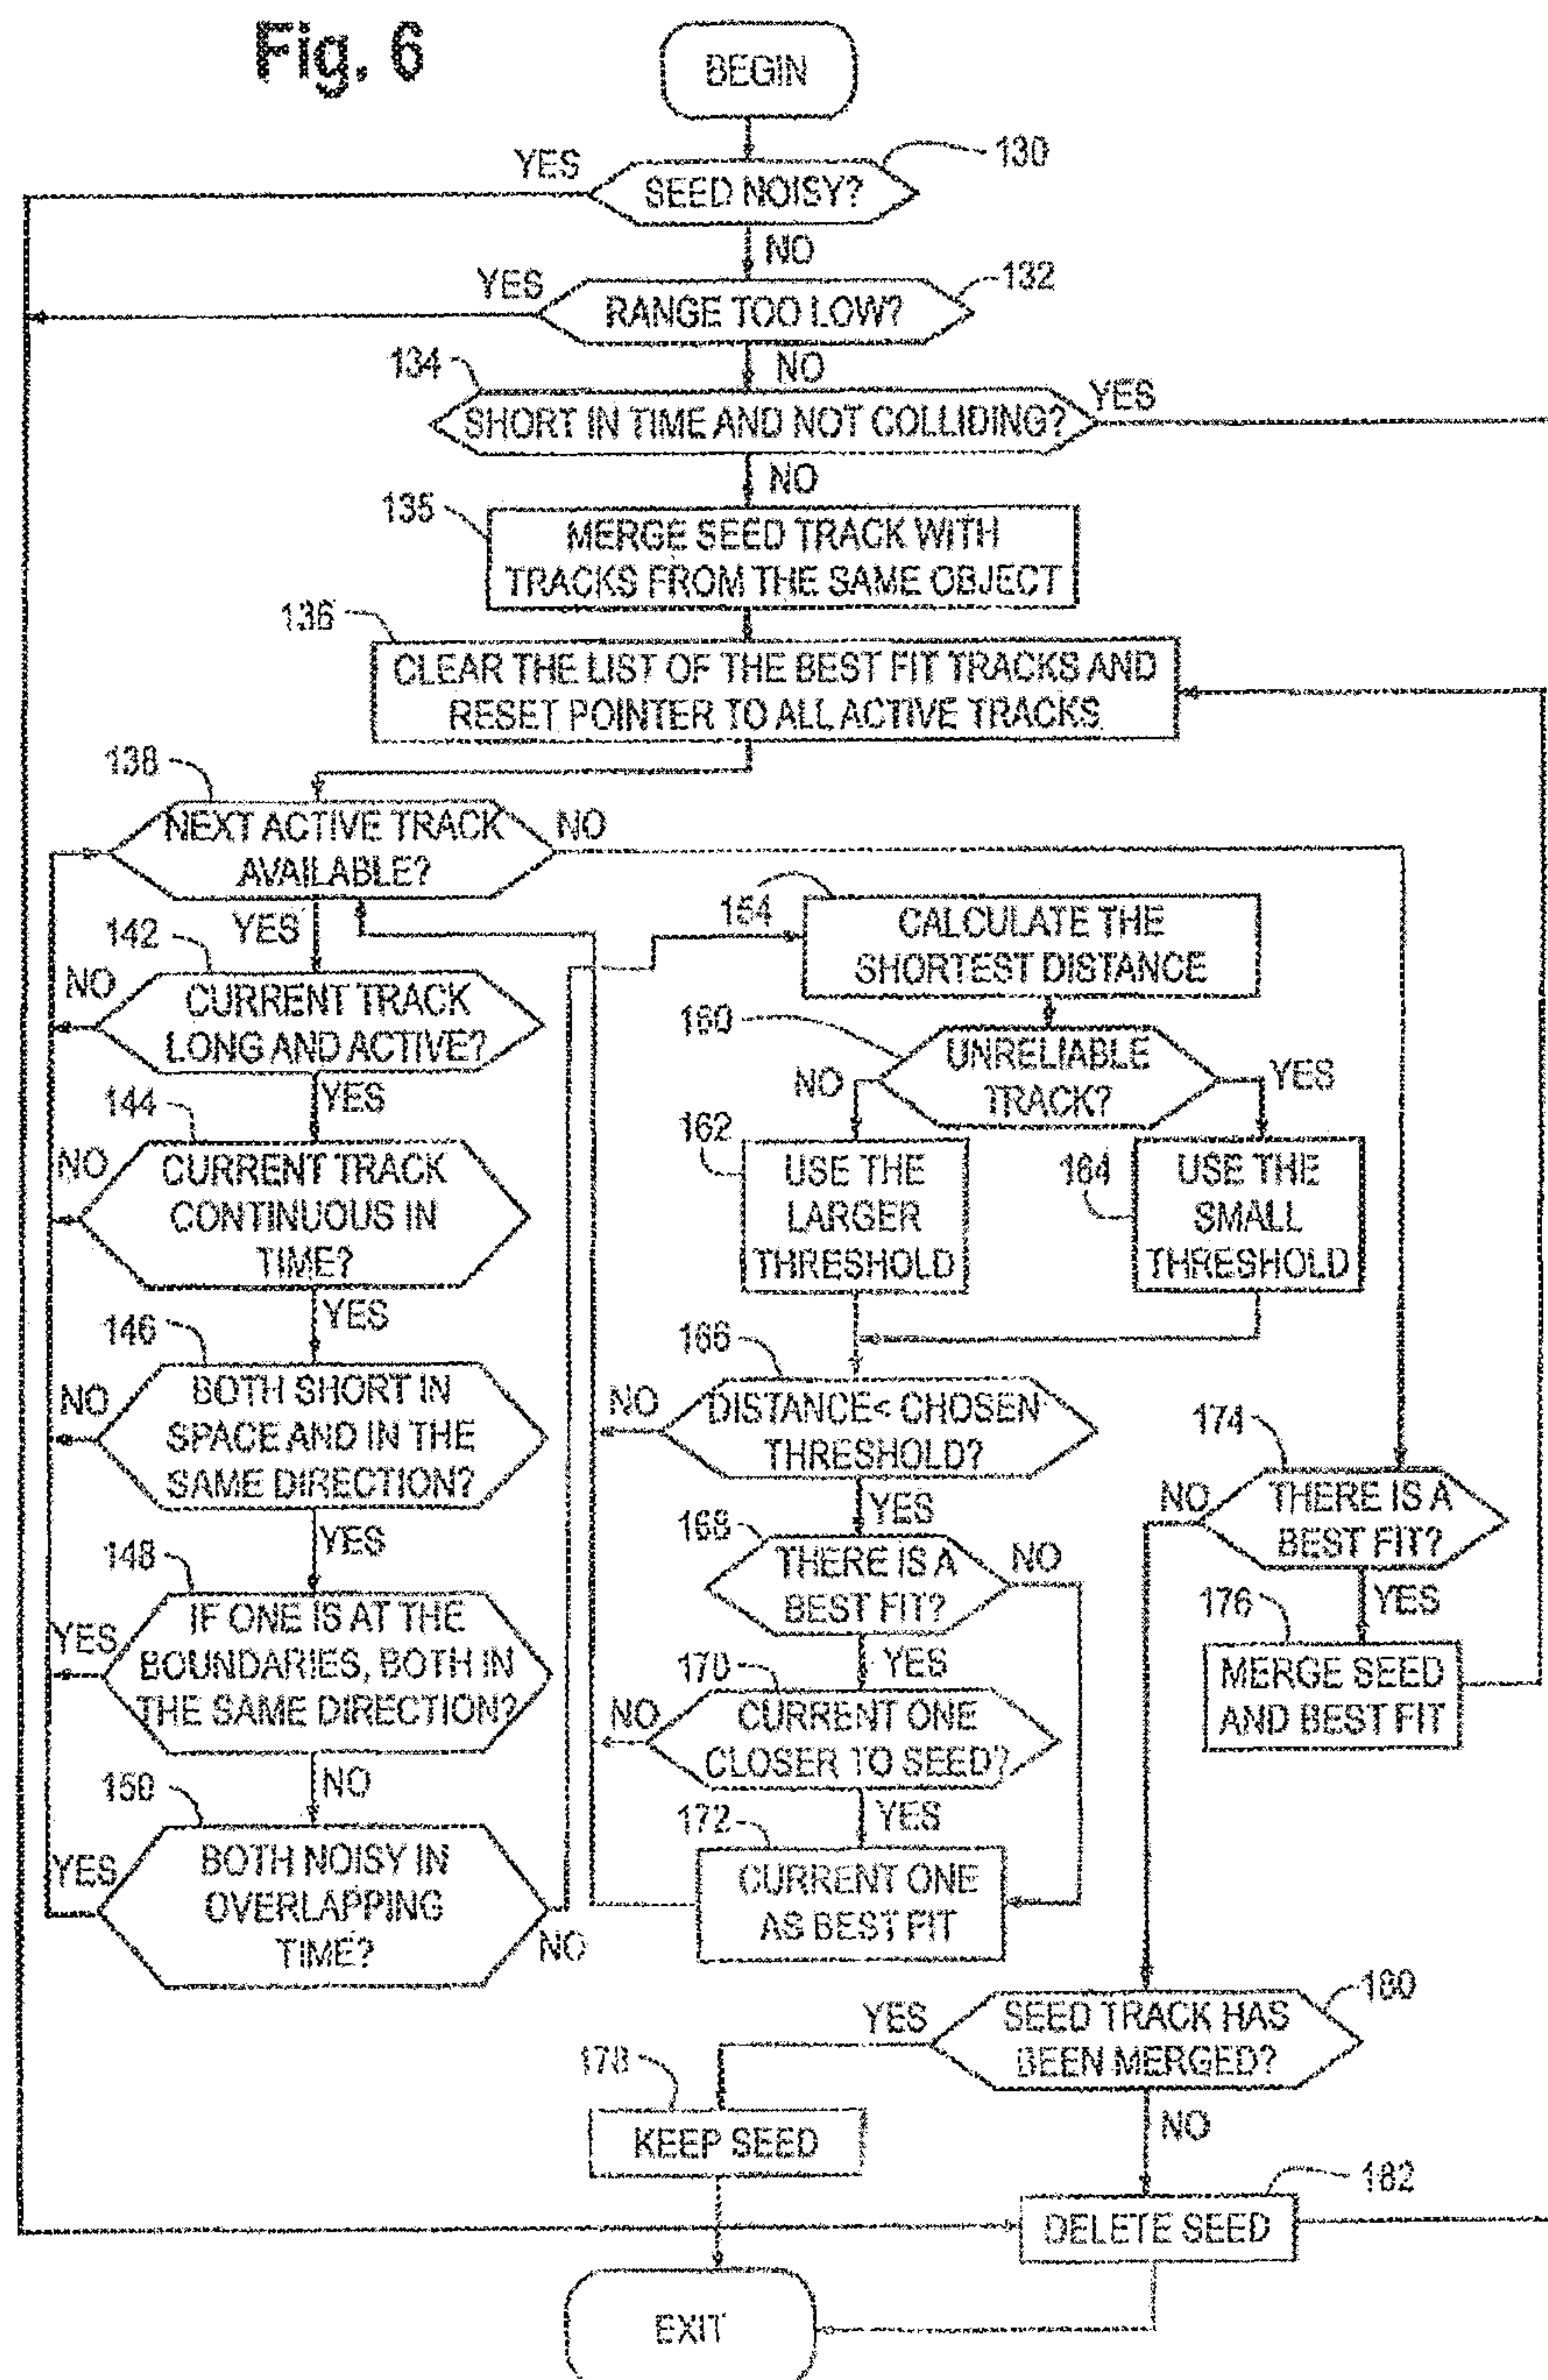 Fig. 6
BEGIN
130
YES
SEED NOISY?
NO
132
YES
RANGE TOO LOW?
NO
134
YES
SHORT IN TIME AND NOT COLLIDING?
NO
135
MERGE SEED TRACK WITH
TRACKS FROM THE SAME OBJECT
136
CLEAR THE LIST OF THE BEST FIT TRACKS AND
RESET POINTER TO ALL ACTIVE TRACKS
138
NEXT ACTIVE TRACK
AVAILABLE?
NO
YES
142
NO
CURRENT TRACK
LONG AND ACTIVE?
YES
144
NO
CURRENT TRACK
CONTINUOUS IN
TIME?
YES
146
NO
BOTH SHORT IN
SPACE AND IN THE
SAME DIRECTION?
YES
148
YES
IF ONE IS AT THE
BOUNDARIES, BOTH IN
THE SAME DIRECTION?
NO
150
YES
BOTH NOISY IN
OVERLAPPING
TIME?
NO
154
CALCULATE THE
SHORTEST DISTANCE
160
UNRELIABLE
TRACK?
NO
YES
162
USE THE
LARGER
THRESHOLD
164
USE THE
SMALL
THRESHOLD
166
NO
DISTANCE< CHOSEN
THRESHOLD?
YES
168
THERE IS A
BEST FIT?
NO
YES
170
NO
CURRENT ONE
CLOSER TO SEED?
YES
172
CURRENT ONE
AS BEST FIT
174
NO
THERE IS A
BEST FIT?
YES
176
MERGE SEED
AND BEST FIT
180
YES
SEED TRACK HAS
BEEN MERGED?
NO
178
KEEP SEED
182
DELETE SEED
EXIT